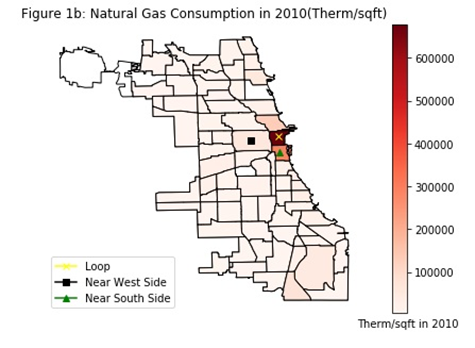 Figure 1b: Natural Gas Consumption in 2010(Therm/sqft)
600000
500000
400000
300000
200000
100000
Loop
Near West Side
Near South Side
Therm/sqft in 2010